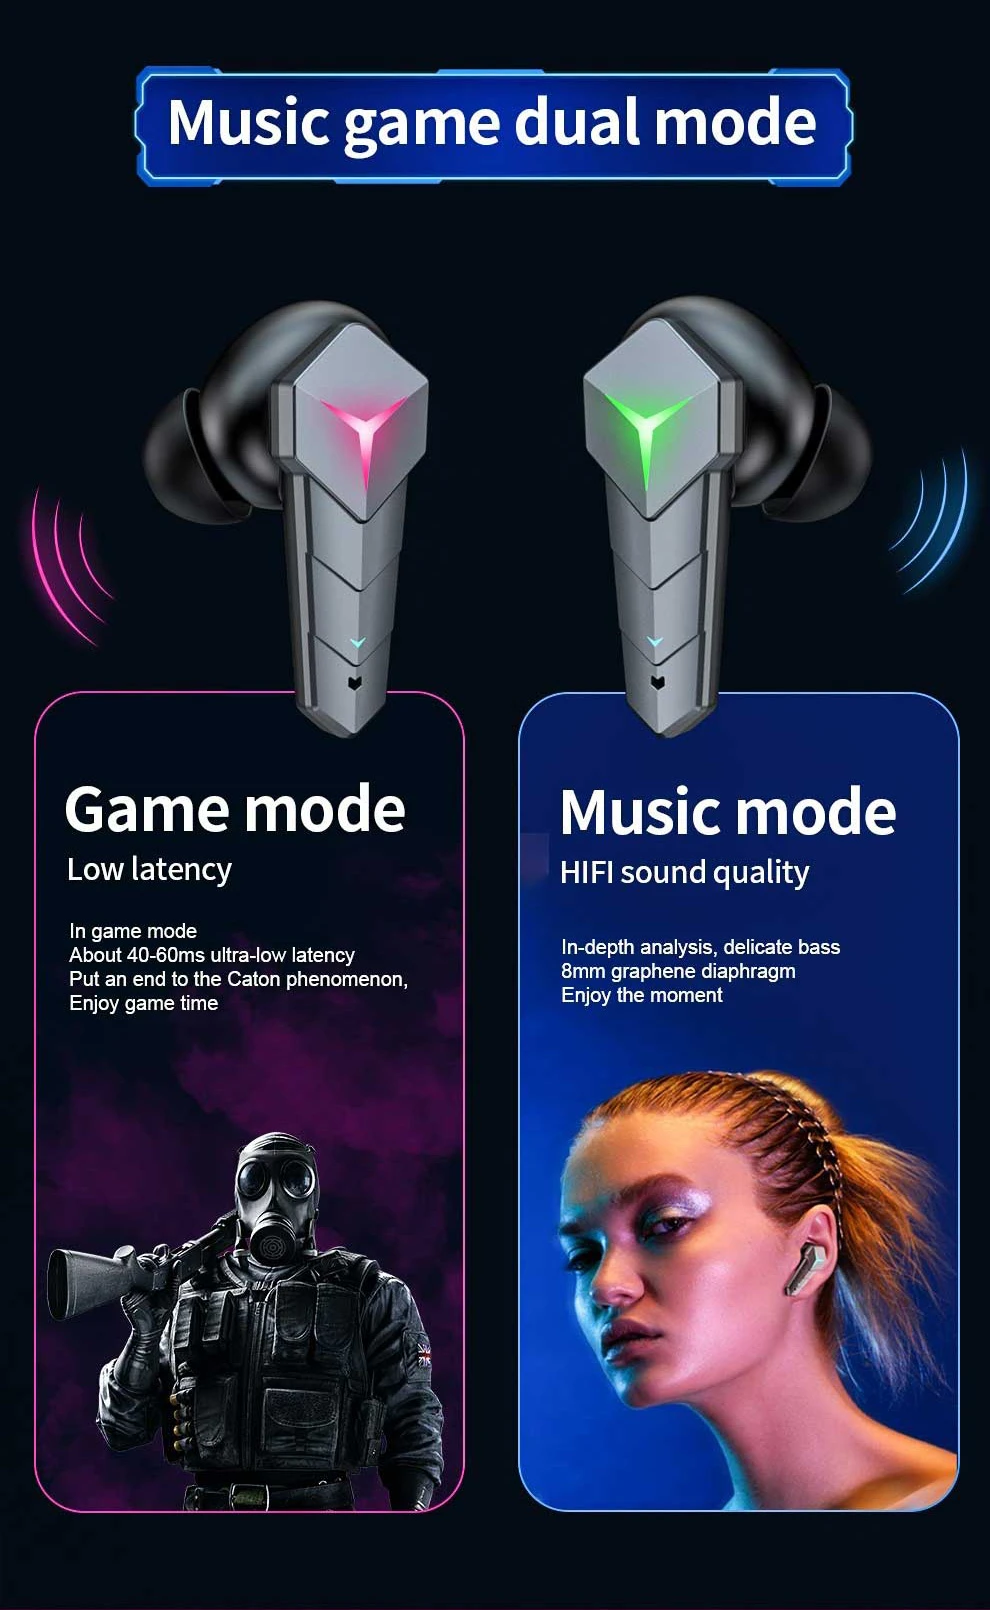 Music game dual mode
Game mode
Low latency
In game mode
About 40-60ms ultra-low latency
Put an end to the Caton phenomenon,
Enjoy game time
Music mode
HIFI sound quality
In-depth analysis, delicate bass
8mm graphene diaphragm
Enjoy the moment